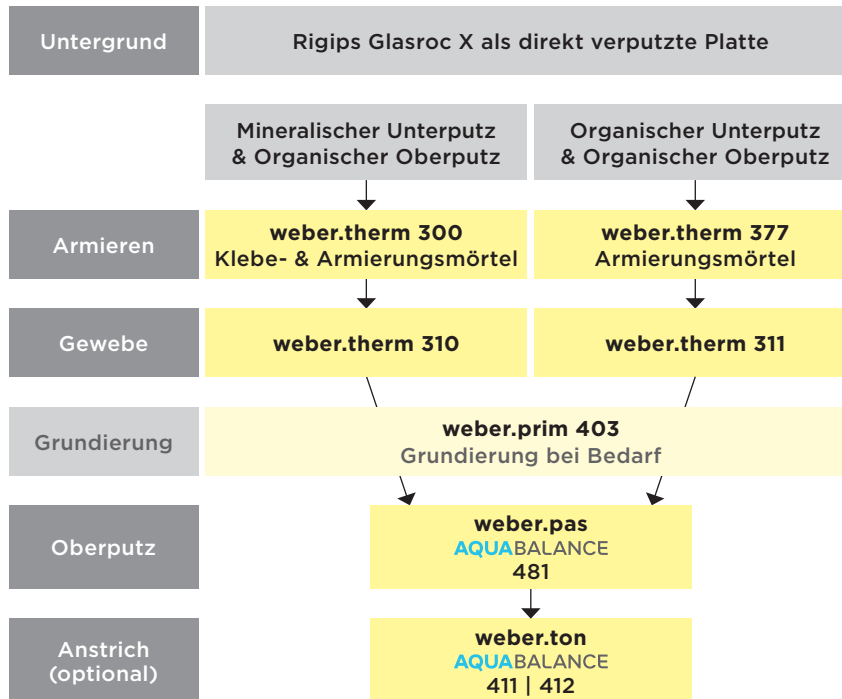 Untergrund
Rigips Glasroc X als direkt verputzte Platte
Mineralischer Unterputz
& Organischer Oberputz
Organischer Unterputz
& Organischer Oberputz
Armieren
weber.therm 300
Klebe- & Armierungsmörtel
weber.therm 377
Armierungsmörtel
Gewebe
weber.therm 310
weber.therm 311
Grundierung
weber.prim 403
Grundierung bei Bedarf
Oberputz
weber.pas
AQUABALANCE
481
Anstrich
(optional)
weber.ton
AQUABALANCE
411 | 412